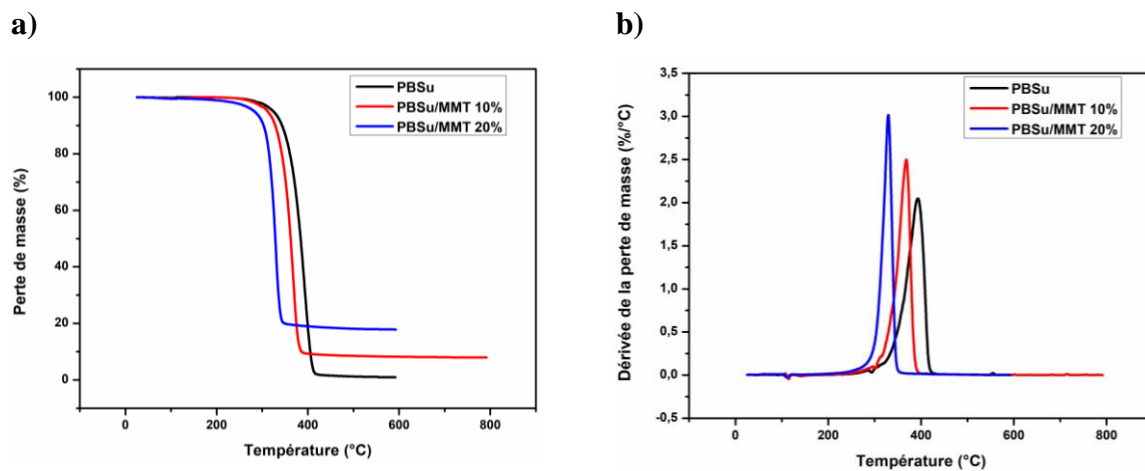 a)
b)
PBSu
PBSu/MMT 10%
PBSu/MMT 20%
100
80
60
40
20
0
Perte de masse (%)
0
200
400
600
800
Température (°C)
PBSu
PBSu/MMT 10%
PBSu/MMT 20%
3,5
3,0
2,5
2,0
1,5
1,0
0,5
0,0
-0,5
Dérivée de la perte de masse (%/°C)
0
200
400
600
800
Température (°C)